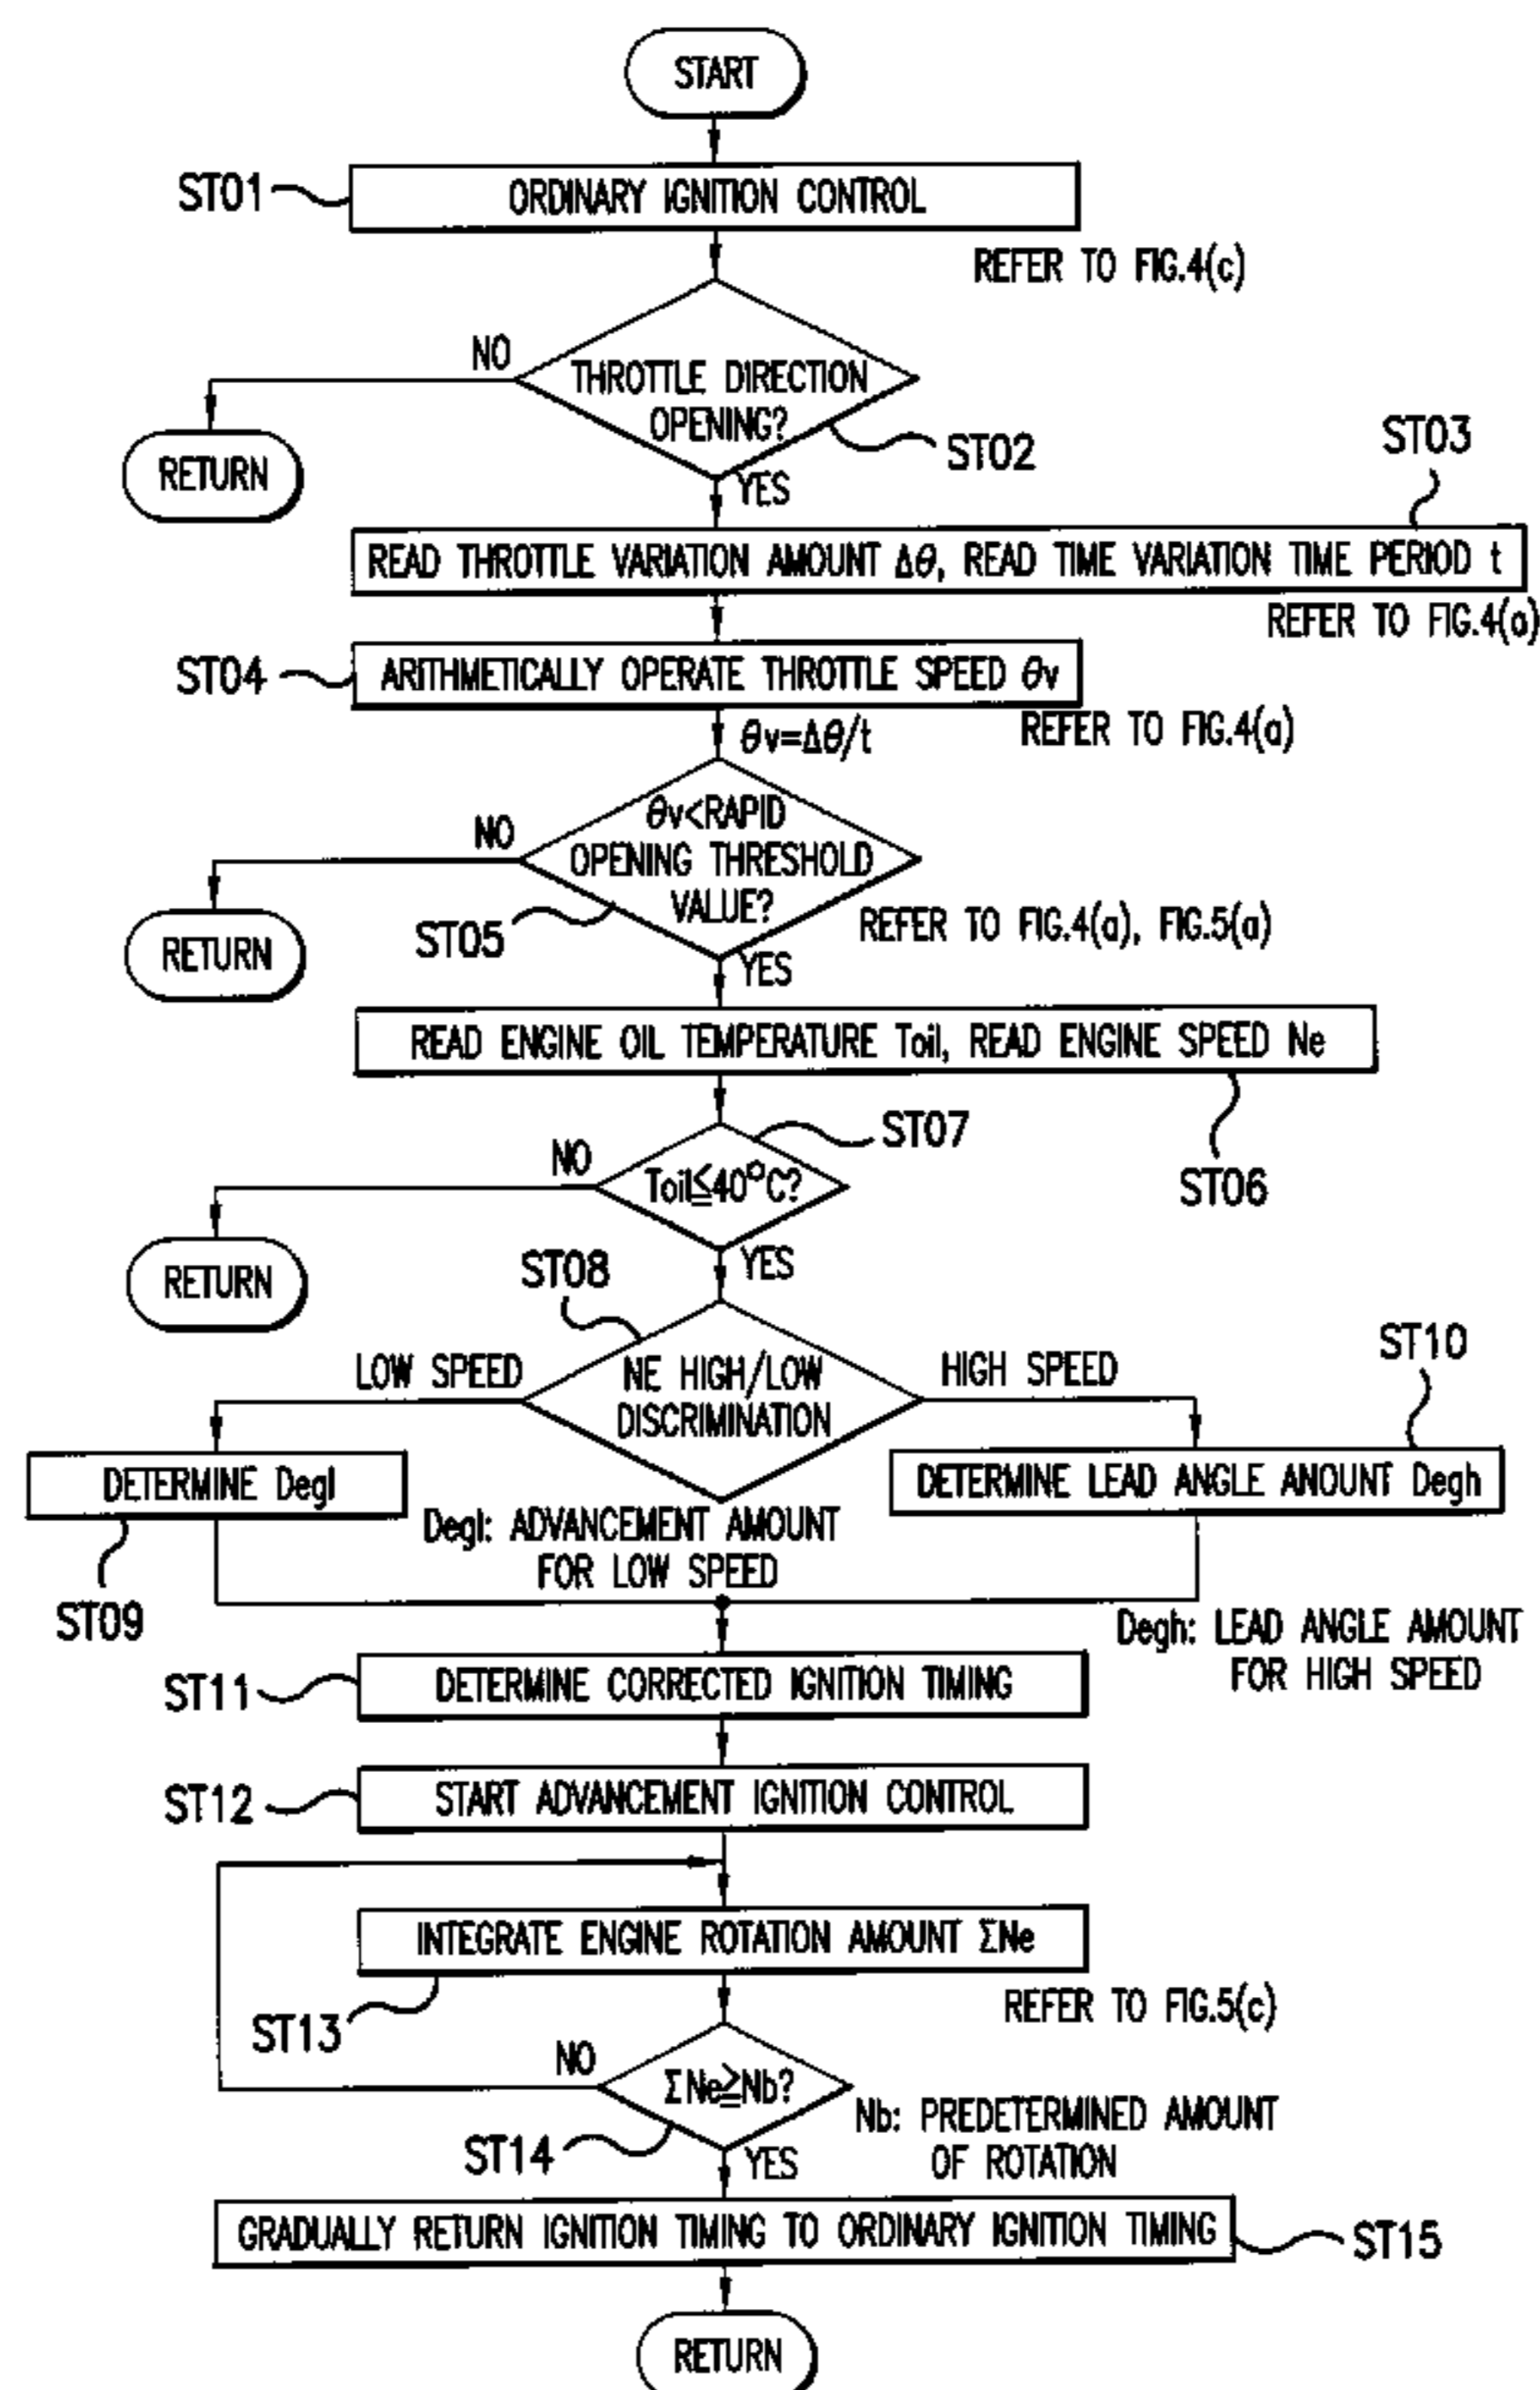 START
ST01
ORDINARY IGNITION CONTROL
REFER TO FIG.4(c)
NO
THROTTLE DIRECTION
OPENING?
ST02
RETURN
YES
ST03
READ THROTTLE VARIATION AMOUNT Δθ, READ TIME VARIATION TIME PERIOD t
REFER TO FIG.4(a)
ST04
ARITHMETICALLY OPERATE THROTTLE SPEED θv
REFER TO FIG.4(a)
θv=Δθ/t
NO
θv<RAPID
OPENING THRESHOLD
VALUE?
ST05
REFER TO FIG.4(a), FIG.5(a)
RETURN
YES
READ ENGINE OIL TEMPERATURE Toil, READ ENGINE SPEED Ne
ST07
NO
Toil≦40°C?
ST06
RETURN
YES
ST08
LOW SPEED
NE HIGH/LOW
DISCRIMINATION
HIGH SPEED
ST10
DETERMINE Degl
DETERMINE LEAD ANGLE ANOUNT Degh
Degl: ADVANCEMENT AMOUNT
FOR LOW SPEED
ST09
Degh: LEAD ANGLE AMOUNT
FOR HIGH SPEED
ST11
DETERMINE CORRECTED IGNITION TIMING
ST12
START ADVANCEMENT IGNITION CONTROL
INTEGRATE ENGINE ROTATION AMOUNT ΣNe
ST13
REFER TO FIG.5(c)
NO
ΣNe≧Nb?
Nb: PREDETERMINED AMOUNT
OF ROTATION
ST14
YES
GRADUALLY RETURN IGNITION TIMING TO ORDINARY IGNITION TIMING
ST15
RETURN